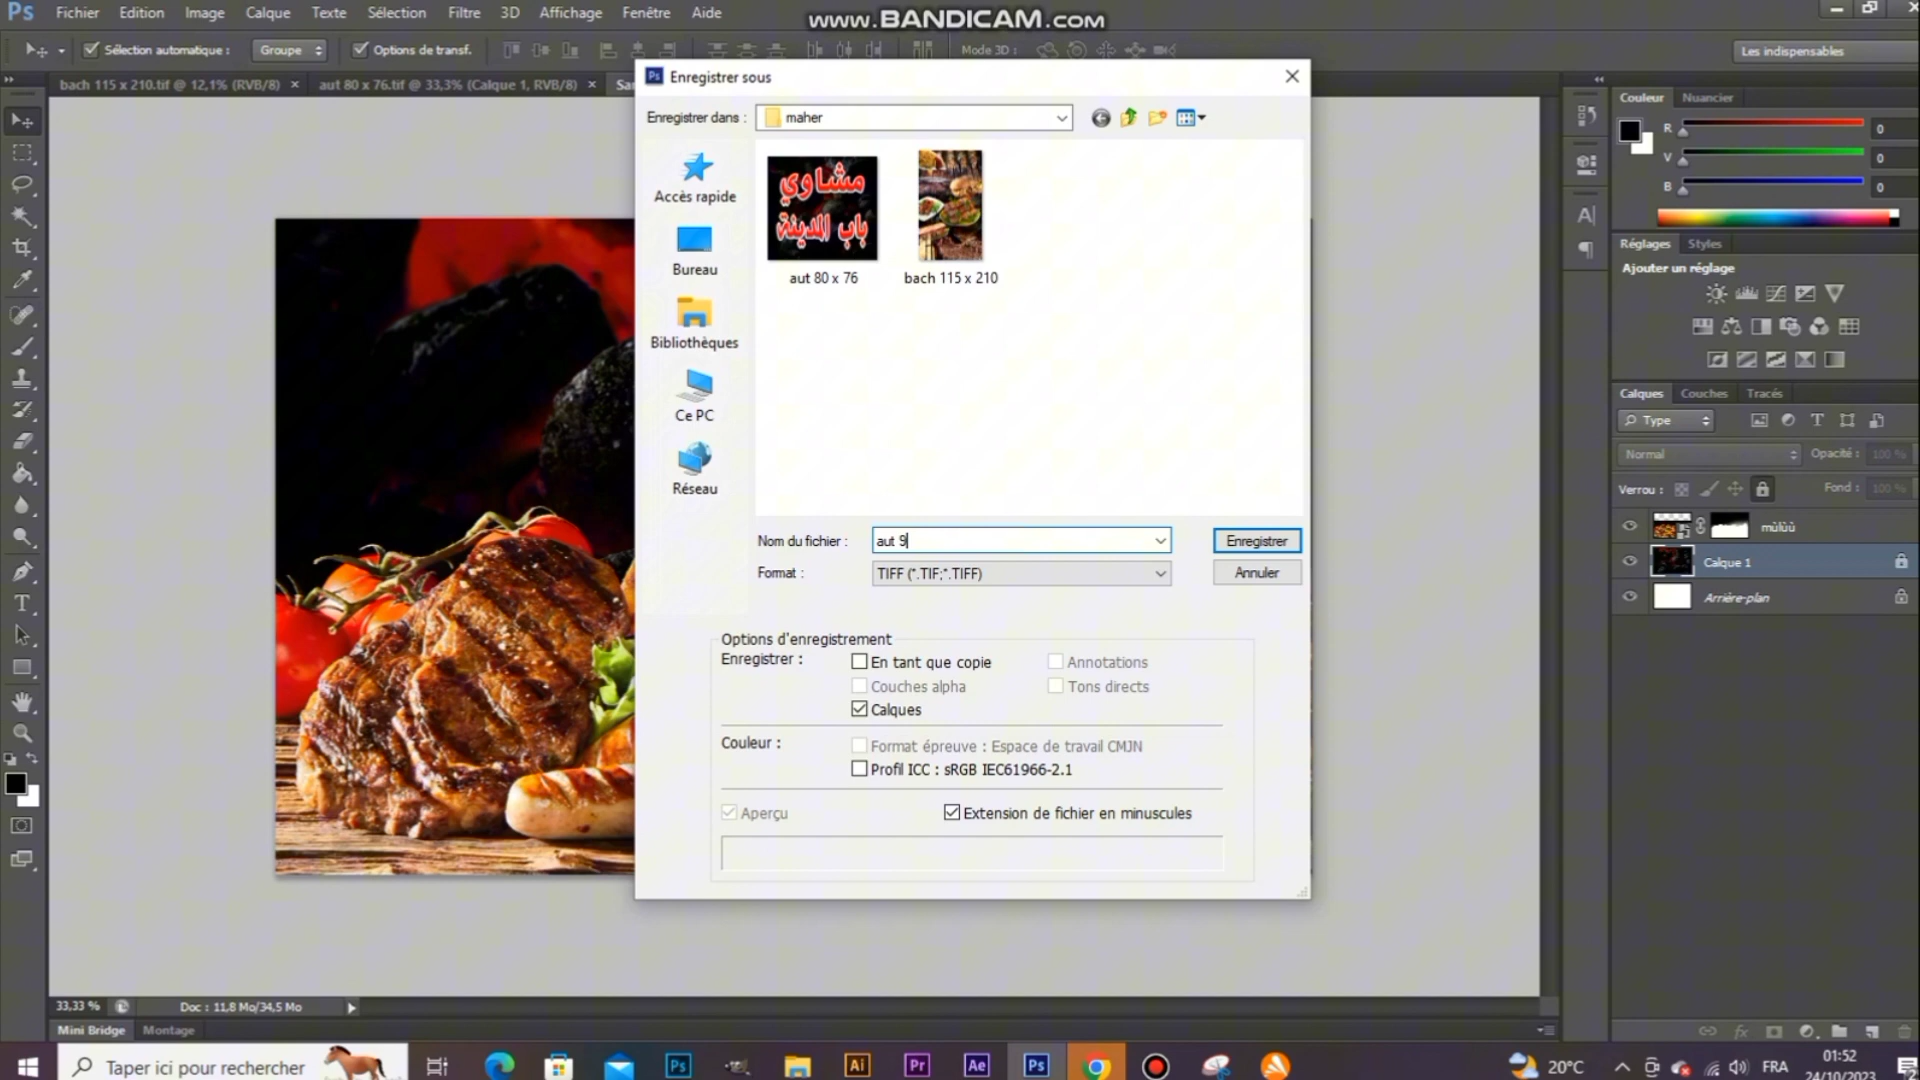 Ps Fichier Edition Image Calque Texte Sélection Filtre 3D Affichage Fenêtre Aide
www.BANDICAM.com
Sélection automatique : Groupe Options de transf. Mode 3D : Les indispensables
bach 115 x 210.tif @ 12,1% (RVB/8) × aut 80 x 76.tif @ 33,3% (Calque 1, RVB/8) ×
Ps Enregistrer sous
Enregistrer dans : maher
Accès rapide
Bureau
Bibliothèques
Ce PC
Réseau
مشاوي
باب المدينة
aut 80 x 76
bach 115 x 210
Nom du fichier : aut 9 Enregistrer
Format : TIFF (*.TIF;*.TIFF) Annuler
Options d'enregistrement
Enregistrer : En tant que copie Annotations
Couches alpha Tons directs
Calques
Couleur : Format épreuve : Espace de travail CMJN
Profil ICC : sRGB IEC61966-2.1
Aperçu Extension de fichier en minuscules
Couleur Nuancier
R 0
V 0
B 0
Réglages Styles
Ajouter un réglage
Calques Couches Tracés
Type
Normal Opacité : 100 %
Verrou : Fond : 100 %
mùlùù
Calque 1
Arrière-plan
33,33 % Doc : 11,8 Mo/34,5 Mo
Mini Bridge Montage
Taper ici pour rechercher
Ps Ai Pr Ae Ps
20°C FRA 01:52
24/10/2023